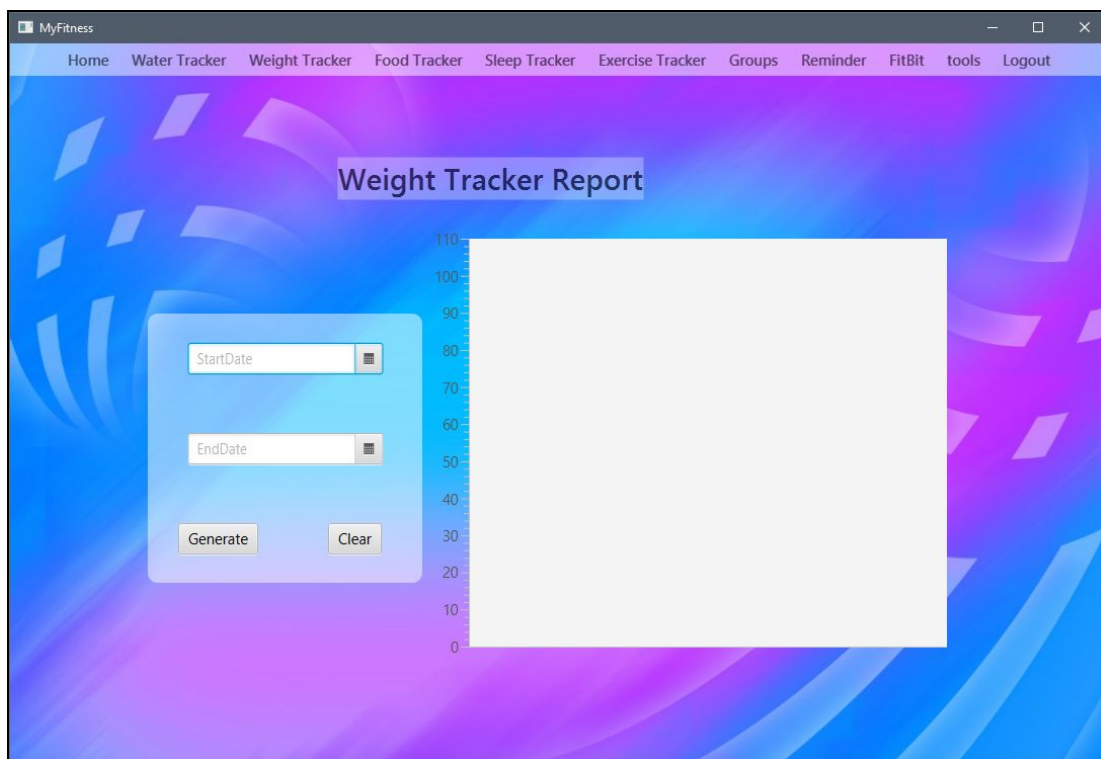 MyFitness
Home Water Tracker Weight Tracker Food Tracker Sleep Tracker Exercise Tracker Groups Reminder FitBit tools Logout
Weight Tracker Report
110
100
90
80
70
60
50
40
30
20
10
0
StartDate
EndDate
Generate Clear